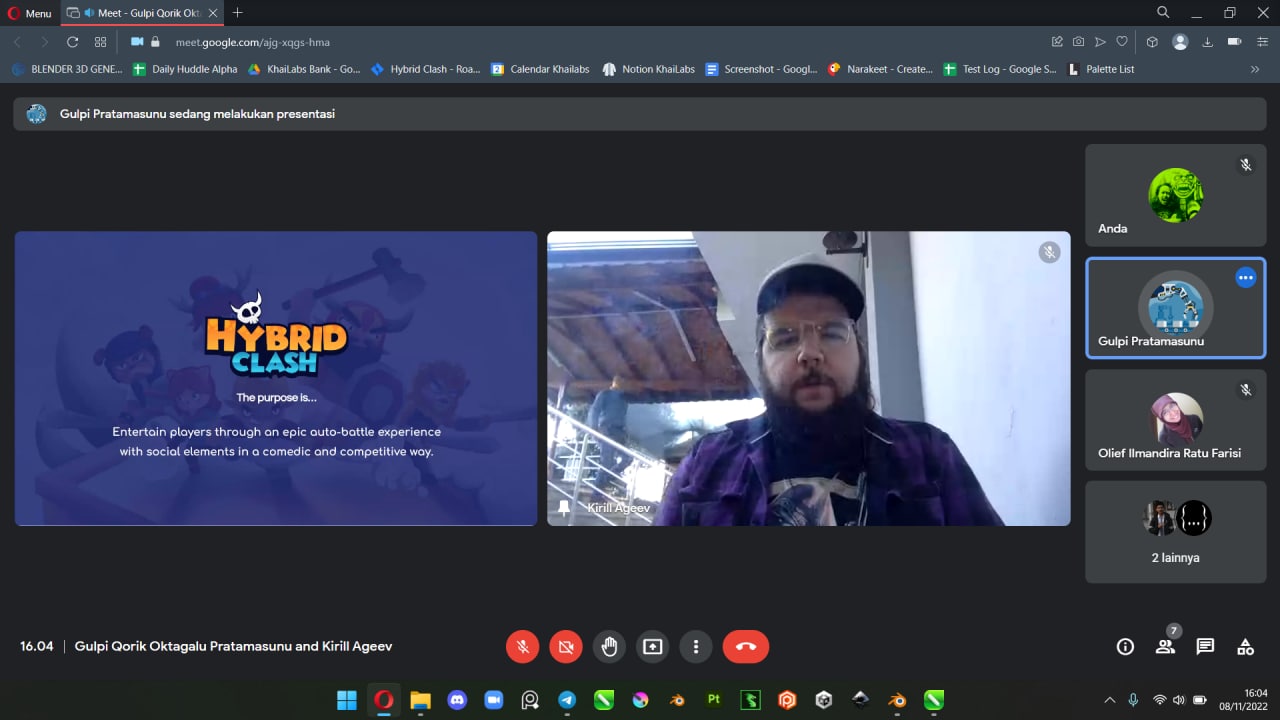 Menu
Meet - Gulpi Qorik Okt
meet.google.com/ajg-xqgs-hma
BLENDER 3D GENE...
Daily Huddle Alpha
KhaiLabs Bank - Go...
Hybrid Clash - Roa...
Calendar Khailabs
Notion KhaiLabs
Screenshot - Googl...
Narakeet - Create...
Test Log - Google S...
Palette List
Gulpi Pratamasunu sedang melakukan presentasi
HYBRID
CLASH
The purpose is...
Entertain players through an epic auto-battle experience
with social elements in a comedic and competitive way.
Kirill Ageev
Anda
Gulpi Pratamasunu
Olief Ilmandira Ratu Farisi
2 lainnya
16.04 | Gulpi Qorik Oktagalu Pratamasunu and Kirill Ageev
7
Pt
16:04
08/11/2022